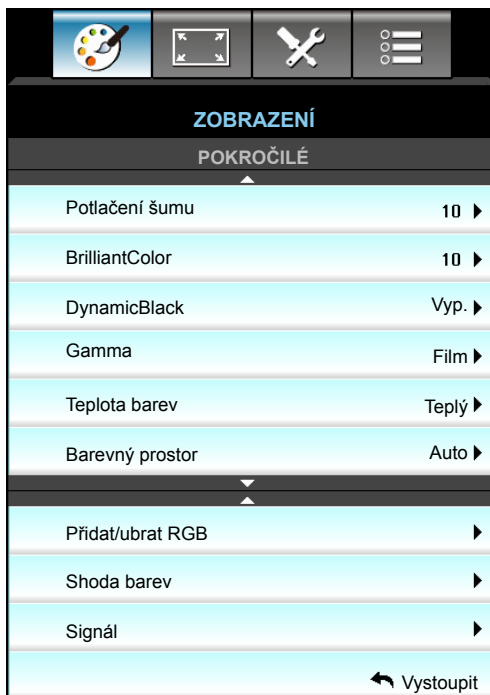 ZOBRAZENÍ
POKROČILÉ
Potlačení šumu 10
BrilliantColor 10
DynamicBlack Vyp.
Gamma Film
Teplota barev Teplý
Barevný prostor Auto
Přidat/ubrat RGB
Shoda barev
Signál
Vystoupit